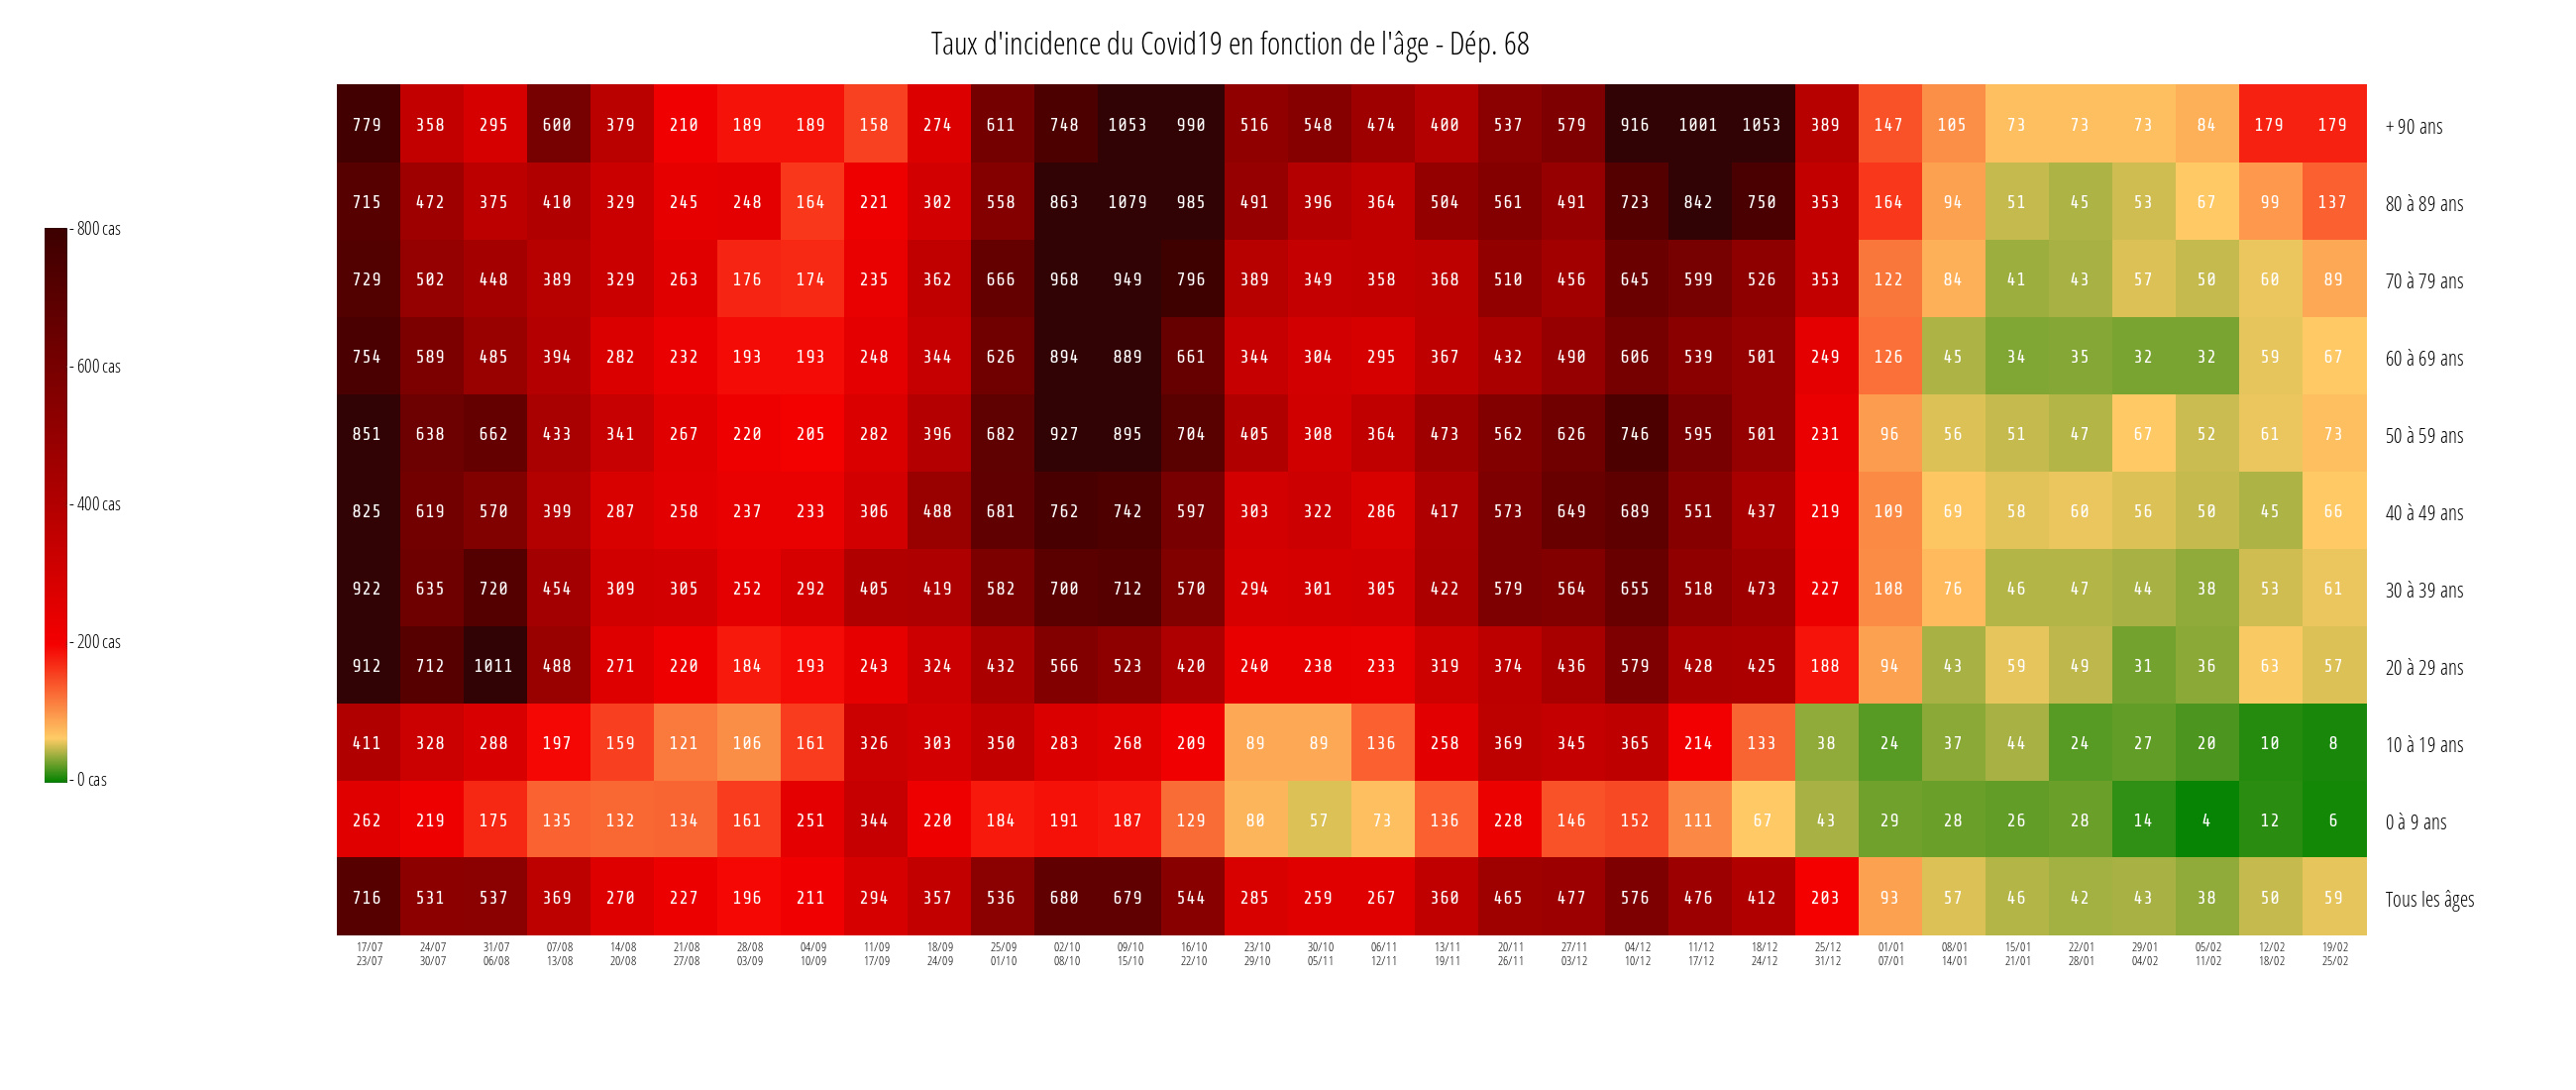 Taux d'incidence du Covid19 en fonction de l'âge - Dép. 68
779 358 295 600 379 210 189 189 158 274 611 748 1053 990 516 548 474 400 537 579 916 1001 1053 389 147 105 73 73 73 84 179 179 + 90 ans
715 472 375 410 329 245 248 164 221 302 558 863 1079 985 491 396 364 504 561 491 723 842 750 353 164 94 51 45 53 67 99 137 80 à 89 ans
- 800 cas
729 502 448 389 329 263 176 174 235 362 666 968 949 796 389 349 358 368 510 456 645 599 526 353 122 84 41 43 57 50 60 89 70 à 79 ans
754 589 485 394 282 232 193 193 248 344 626 894 889 661 344 304 295 367 432 490 606 539 501 249 126 45 34 35 32 32 59 67 60 à 69 ans
- 600 cas
851 638 662 433 341 267 220 205 282 396 682 927 895 704 405 308 364 473 562 626 746 595 501 231 96 56 51 47 67 52 61 73 50 à 59 ans
- 400 cas
825 619 570 399 287 258 237 233 306 488 681 762 742 597 303 322 286 417 573 649 689 551 437 219 109 69 58 60 56 50 45 66 40 à 49 ans
922 635 720 454 309 305 252 292 405 419 582 700 712 570 294 301 305 422 579 564 655 518 473 227 108 76 46 47 44 38 53 61 30 à 39 ans
- 200 cas
912 712 1011 488 271 220 184 193 243 324 432 566 523 420 240 238 233 319 374 436 579 428 425 188 94 43 59 49 31 36 63 57 20 à 29 ans
411 328 288 197 159 121 106 161 326 303 350 283 268 209 89 89 136 258 369 345 365 214 133 38 24 37 44 24 27 20 10 8 10 à 19 ans
- 0 cas
262 219 175 135 132 134 161 251 344 220 184 191 187 129 80 57 73 136 228 146 152 111 67 43 29 28 26 28 14 4 12 6 0 à 9 ans
716 531 537 369 270 227 196 211 294 357 536 680 679 544 285 259 267 360 465 477 576 476 412 203 93 57 46 42 43 38 50 59 Tous les âges
17/07 24/07 31/07 07/08 14/08 21/08 28/08 04/09 11/09 18/09 25/09 02/10 09/10 16/10 23/10 30/10 06/11 13/11 20/11 27/11 04/12 11/12 18/12 25/12 01/01 08/01 15/01 22/01 29/01 05/02 12/02 19/02
23/07 30/07 06/08 13/08 20/08 27/08 03/09 10/09 17/09 24/09 01/10 08/10 15/10 22/10 29/10 05/11 12/11 19/11 26/11 03/12 10/12 17/12 24/12 31/12 07/01 14/01 21/01 28/01 04/02 11/02 18/02 25/02